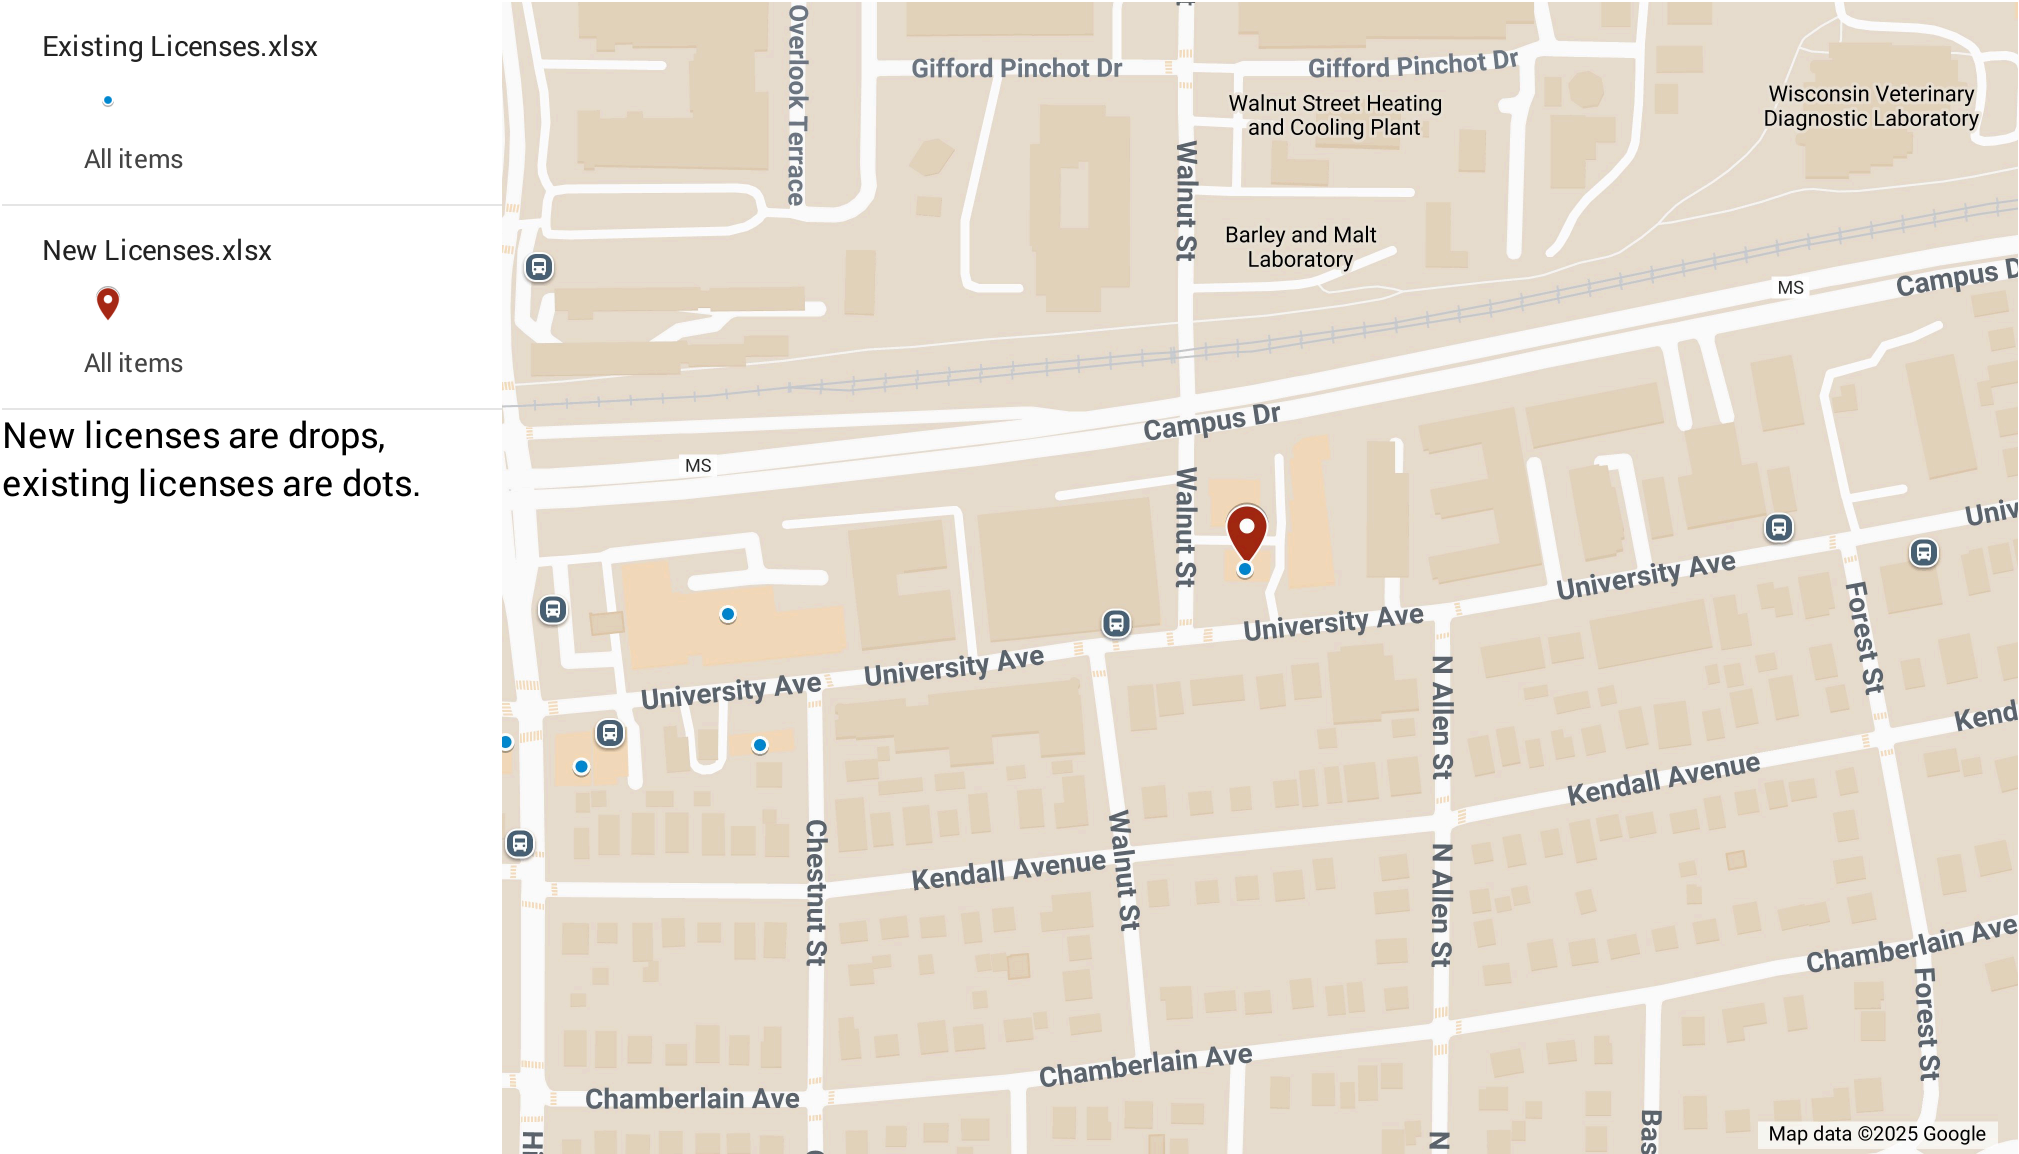 Existing Licenses.xlsx
All items
New Licenses.xlsx
All items
New licenses are drops,
existing licenses are dots.
Overlook Terrace
Gifford Pinchot Dr
Gifford Pinchot Dr
Walnut Street Heating
and Cooling Plant
Wisconsin Veterinary
Diagnostic Laboratory
Walnut St
Barley and Malt
Laboratory
MS
Campus D
Campus Dr
MS
Walnut St
University Ave
Univ
University Ave
University Ave
University Ave
Forest St
N Allen St
Kend
Kendall Avenue
Chestnut St
Walnut St
Kendall Avenue
N Allen St
Chamberlain Ave
Forest St
Chamberlain Ave
Chamberlain Ave
Hi
N
Bas
Map data ©2025 Google